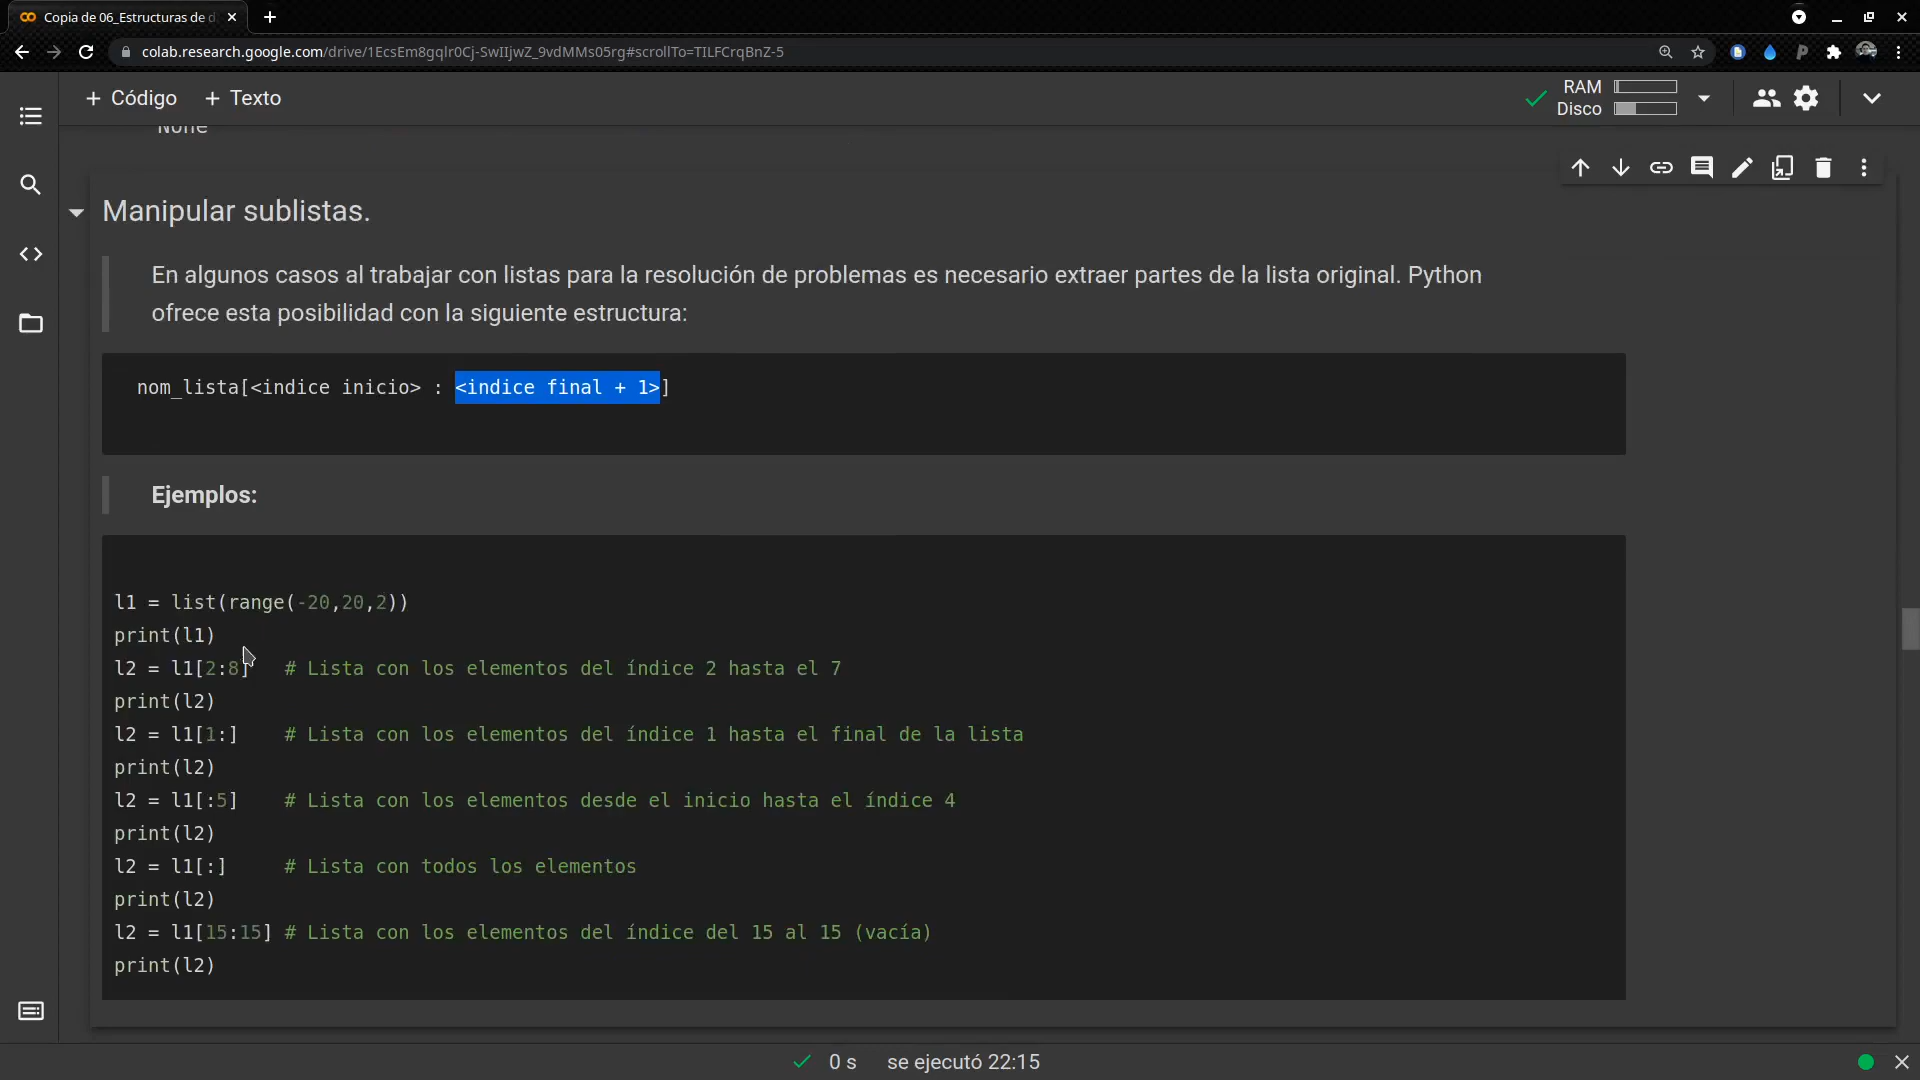 Copia de 06_Estructuras de d
colab.research.google.com/drive/1EcsEm8gqlr0Cj-SwIIjwZ_9vdMMs05rg#scrollTo=TILFCrqBnZ-5
+ Código + Texto
RAM
Disco
None
Manipular sublistas.
En algunos casos al trabajar con listas para la resolución de problemas es necesario extraer partes de la lista original. Python
ofrece esta posibilidad con la siguiente estructura:
nom_lista[<indice inicio> : <indice final + 1>]
Ejemplos:
l1 = list(range(-20,20,2))
print(l1)
l2 = l1[2:8]   # Lista con los elementos del índice 2 hasta el 7
print(l2)
l2 = l1[1:]    # Lista con los elementos del índice 1 hasta el final de la lista
print(l2)
l2 = l1[:5]    # Lista con los elementos desde el inicio hasta el índice 4
print(l2)
l2 = l1[:]     # Lista con todos los elementos
print(l2)
l2 = l1[15:15] # Lista con los elementos del índice del 15 al 15 (vacía)
print(l2)
0 s se ejecutó 22:15